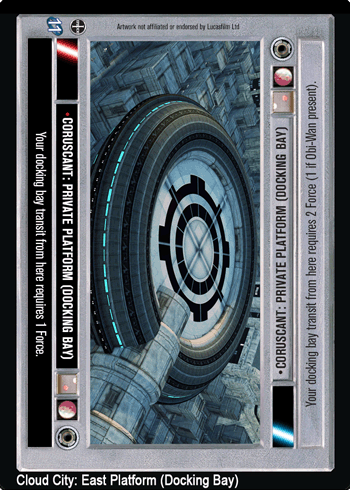 Artwork not affiliated or endorsed by Lucasfilm Ltd
•CORUSCANT: PRIVATE PLATFORM (DOCKING BAY)
Your docking bay transit from here requires 1 Force.
•CORUSCANT: PRIVATE PLATFORM (DOCKING BAY)
Your docking bay transit from here requires 2 Force (1 if Obi-Wan present).
Cloud City: East Platform (Docking Bay)